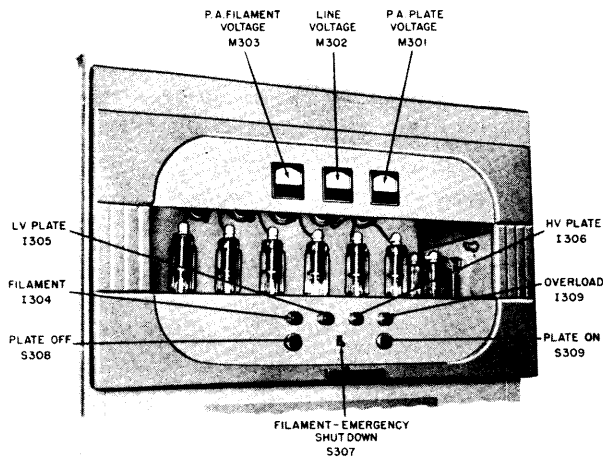 P.A.FILAMENT
VOLTAGE
M303
LINE
VOLTAGE
M302
P.A PLATE
VOLTAGE
M301
LV PLATE
I305
HV PLATE
I306
FILAMENT
I304
OVERLOAD
I309
PLATE OFF
S308
PLATE ON
S309
FILAMENT-EMERGENCY
SHUT DOWN
S307